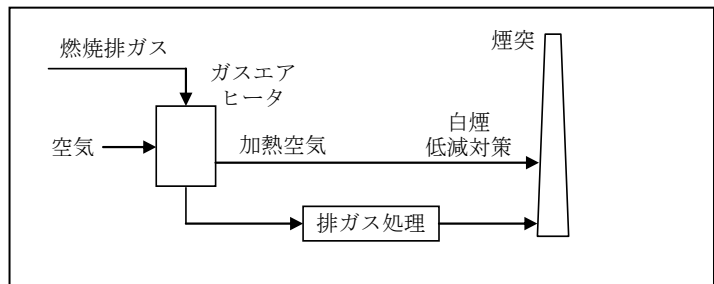 燃焼排ガス
ガスエア
ヒータ
煙突
空気
加熱空気
白煙
低減対策
排ガス処理